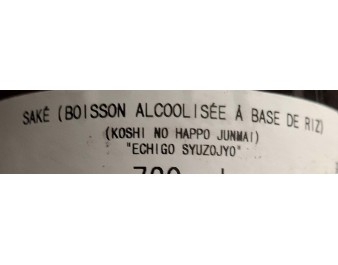 SAKÉ (BOISSON ALCOOLISÉE À BASE DE RIZ)
(KOSHI NO HAPPO JUNMAI)
"ECHIGO SYUZOJYO"